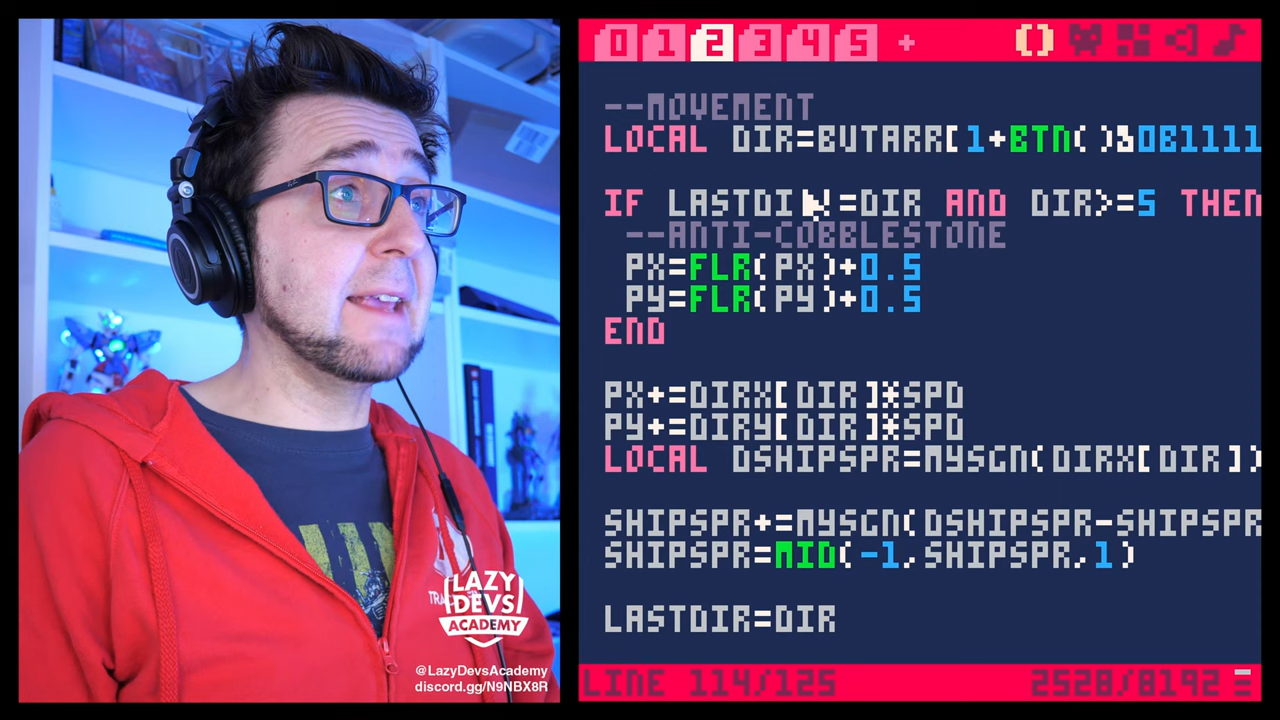 0 1 2 3 4 5 +
--MOVEMENT
LOCAL DIR=BUTARR[1+BTN()&0B1111
IF LASTDI !=DIR AND DIR>=5 THEN
--ANTI-COBBLESTONE
PX=FLR(PX)+0.5
PY=FLR(PY)+0.5
END
PX+=DIRX[DIR]*SPD
PY+=DIRY[DIR]*SPD
LOCAL DSHIPSPR=MYSGN(DIRX[DIR])
SHIPSPR+=MYSGN(DSHIPSPR-SHIPSPR
SHIPSPR=MID(-1,SHIPSPR,1)
LASTDIR=DIR
LINE 114/125 2528/8192
LAZY
DEVS
ACADEMY
@LazyDevsAcademy
discord.gg/N9NBX8R